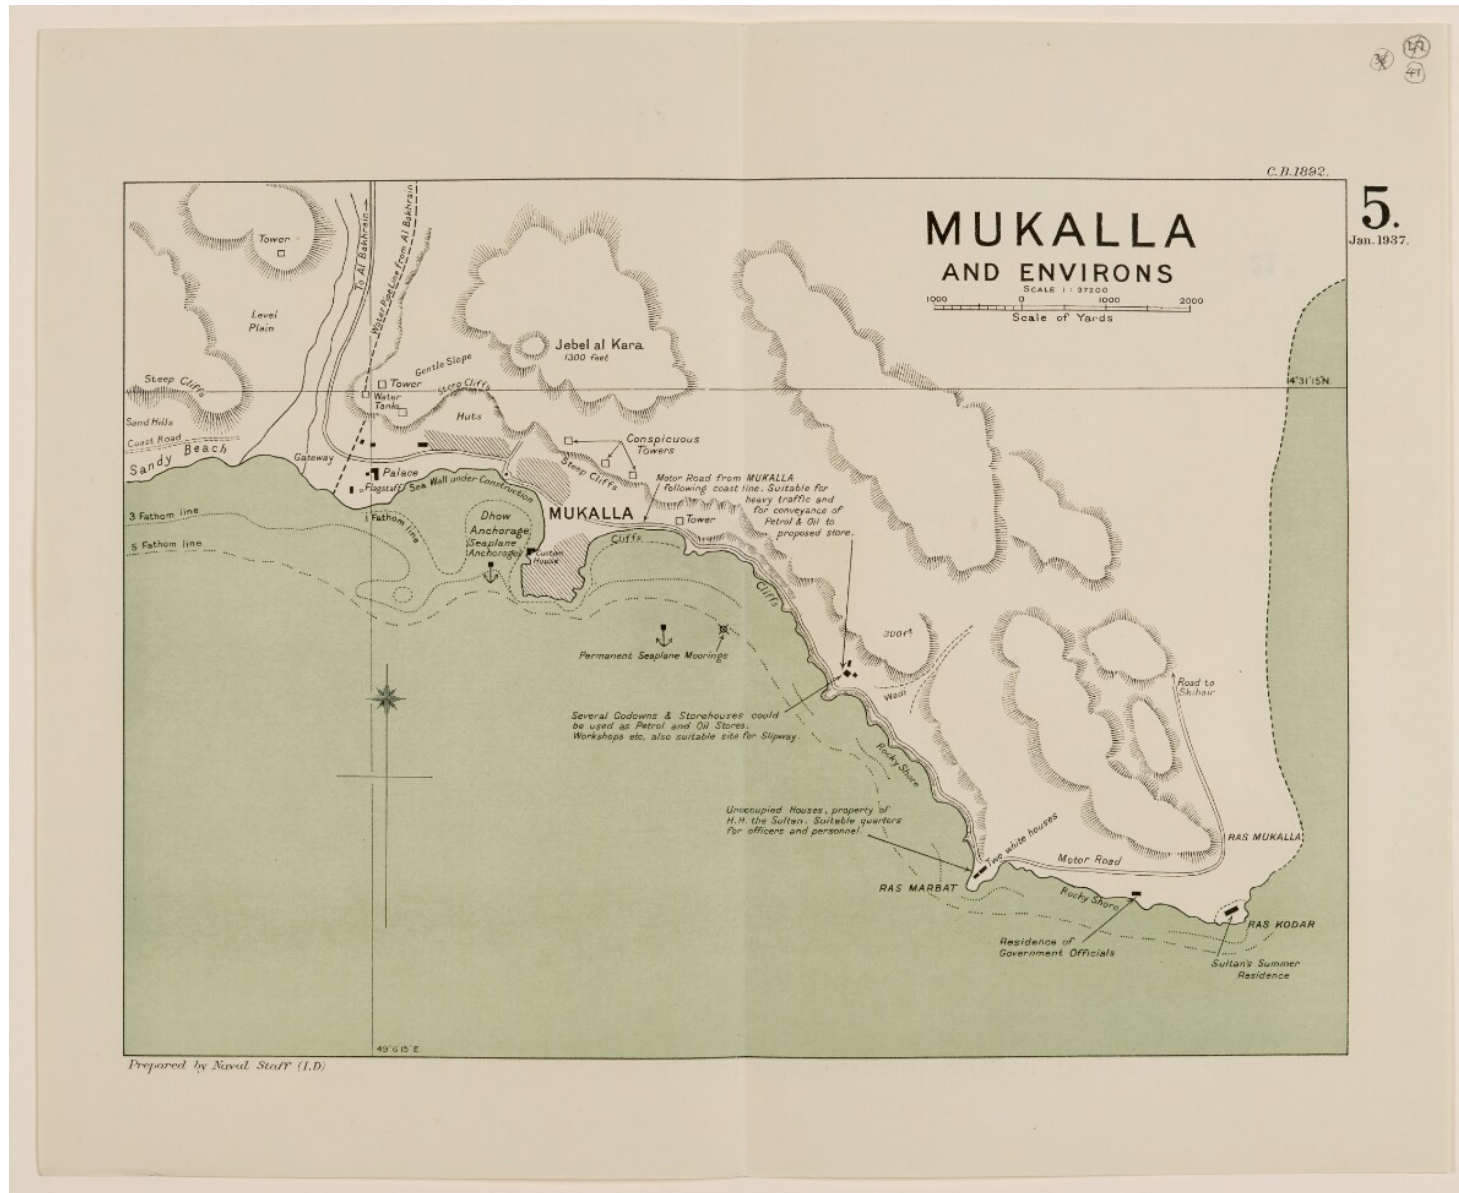 C.B.1892.
5.
Jan. 1937.
MUKALLA
AND ENVIRONS
SCALE 1 : 37200
1000 0 1000 2000
Scale of Yards
Tower
To Al Bakhrain
Water Pipe Line from Al Bakhrain
Level
Plain
Jebel al Kara
1300 feet
Gentle Slope
Steep Cliffs
Tower
Steep Cliffs
4°31'15"N.
Water
Tanks
Sand Hills
Huts
Coast Road
Sandy Beach
Gateway
Conspicuous
Towers
Steep Cliffs
Palace
Flagstaff
Sea Wall under Construction
Motor Road from MUKALLA
following coast line. Suitable for
heavy traffic and
for conveyance of
Petrol & Oil to
proposed store.
3 Fathom line
1 Fathom line
5 Fathom line
Dhow
Anchorage
Seaplane
Anchorage
MUKALLA
Tower
Cliffs
Custom
House
Cliffs
300ft
Permanent Seaplane Moorings
Wadi
Road to
Shihair
Several Godowns & Storehouses could
be used as Petrol and Oil Stores.
Workshops etc, also suitable site for Slipway.
Rocky Shore
Unoccupied Houses, property of
H.H. the Sultan. Suitable quarters
for officers and personnel.
Two white houses
RAS MUKALLA
Motor Road
RAS MARBAT
Rocky Shore
RAS KODAR
Residence of
Government Officials
Sultan's Summer
Residence
49°6'15"E.
Prepared by Naval Staff (I.D)